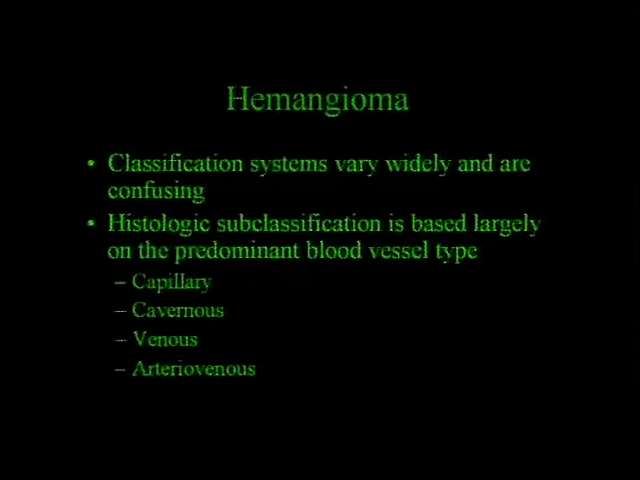 Hemangioma
• Classification systems vary widely and are
confusing
• Histologic subclassification is based largely
on the predominant blood vessel type
– Capillary
– Cavernous
– Venous
– Arteriovenous